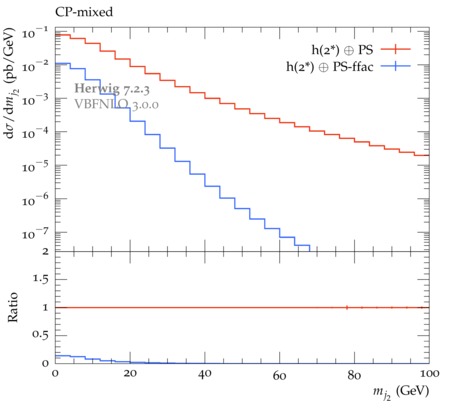 CP-mixed
h(2*) ⊕ PS
h(2*) ⊕ PS-ffac
Herwig 7.2.3
VBFNLO 3.0.0
dσ/dm_{j_2} (pb/GeV)
10^{-1}
10^{-2}
10^{-3}
10^{-4}
10^{-5}
10^{-6}
10^{-7}
2
1.5
1
0.5
0
Ratio
0 20 40 60 80 100
m_{j_2} (GeV)